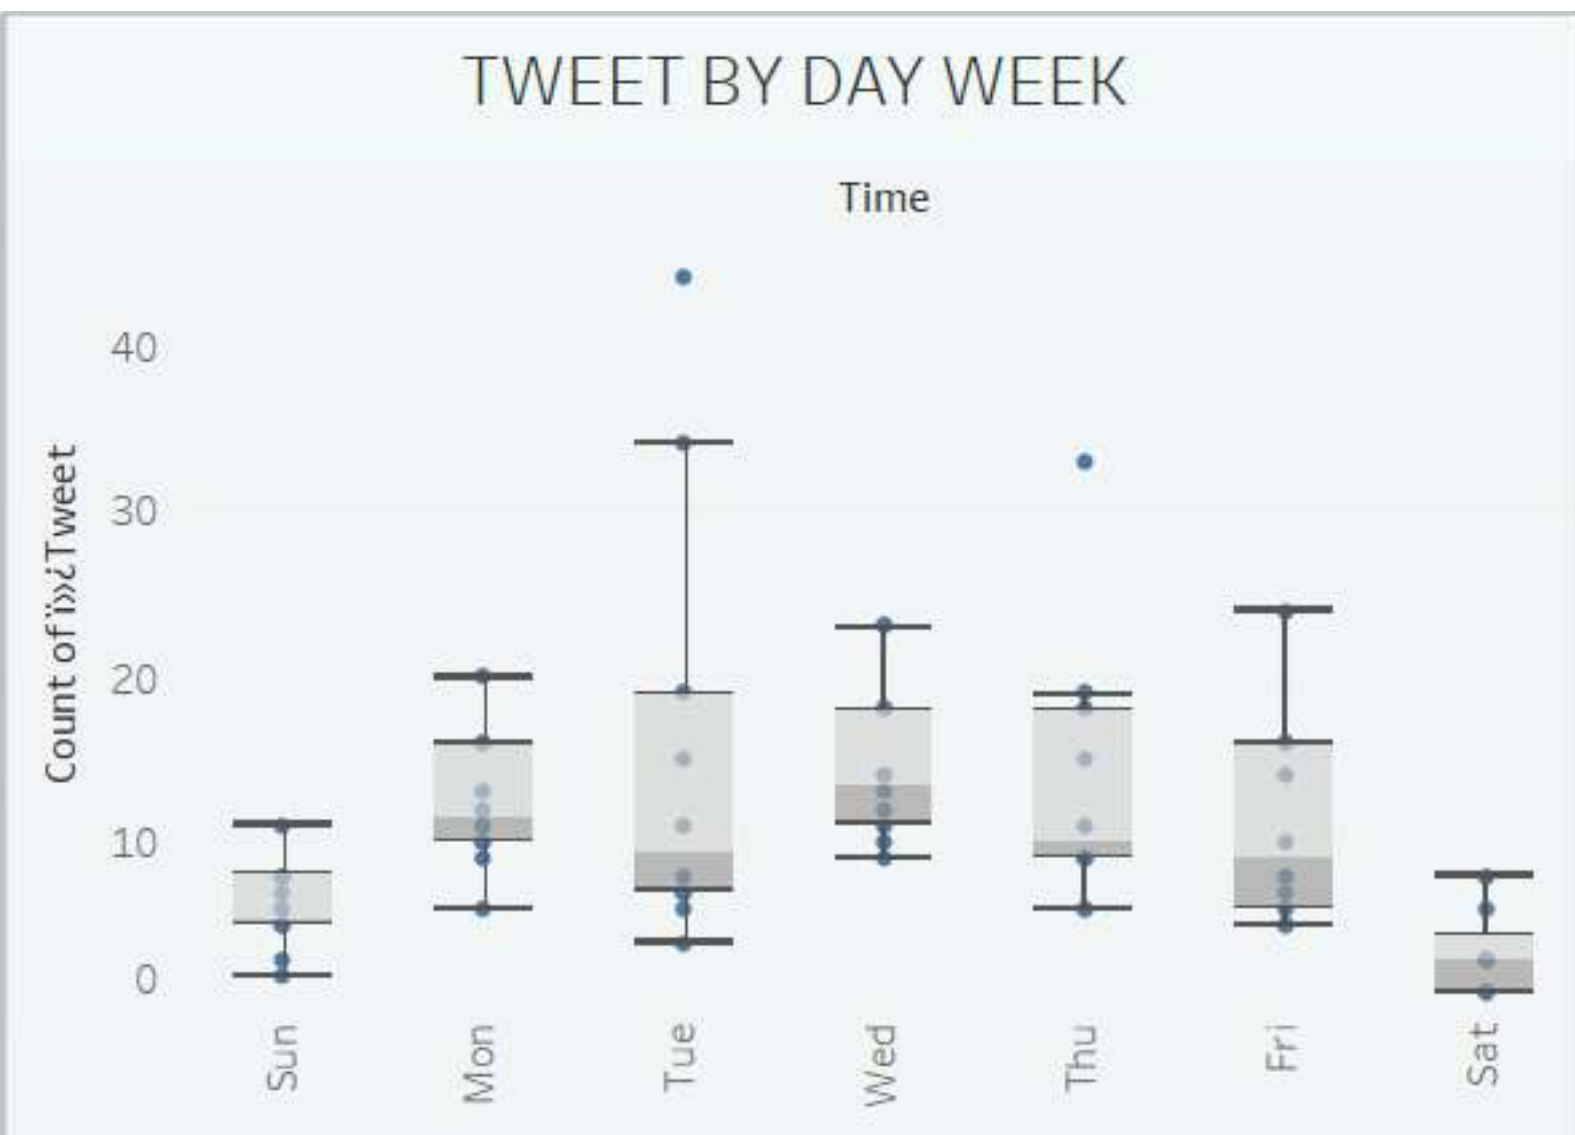 TWEET BY DAY WEEK
Time
Count of ï»¿Tweet
40
30
20
10
0
Sun
Mon
Tue
Wed
Thu
Fri
Sat